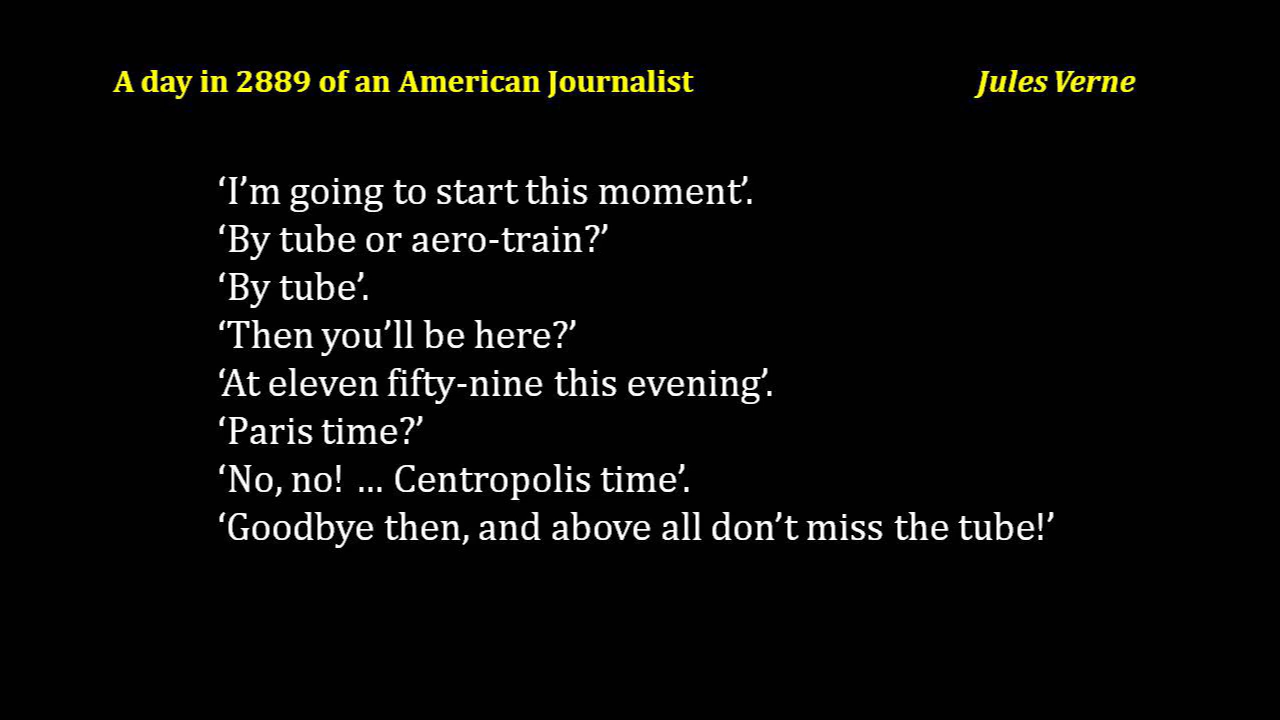 A day in 2889 of an American Journalist Jules Verne
‘I’m going to start this moment’.
‘By tube or aero-train?’
‘By tube’.
‘Then you’ll be here?’
‘At eleven fifty-nine this evening’.
‘Paris time?’
‘No, no! … Centropolis time’.
‘Goodbye then, and above all don’t miss the tube!’